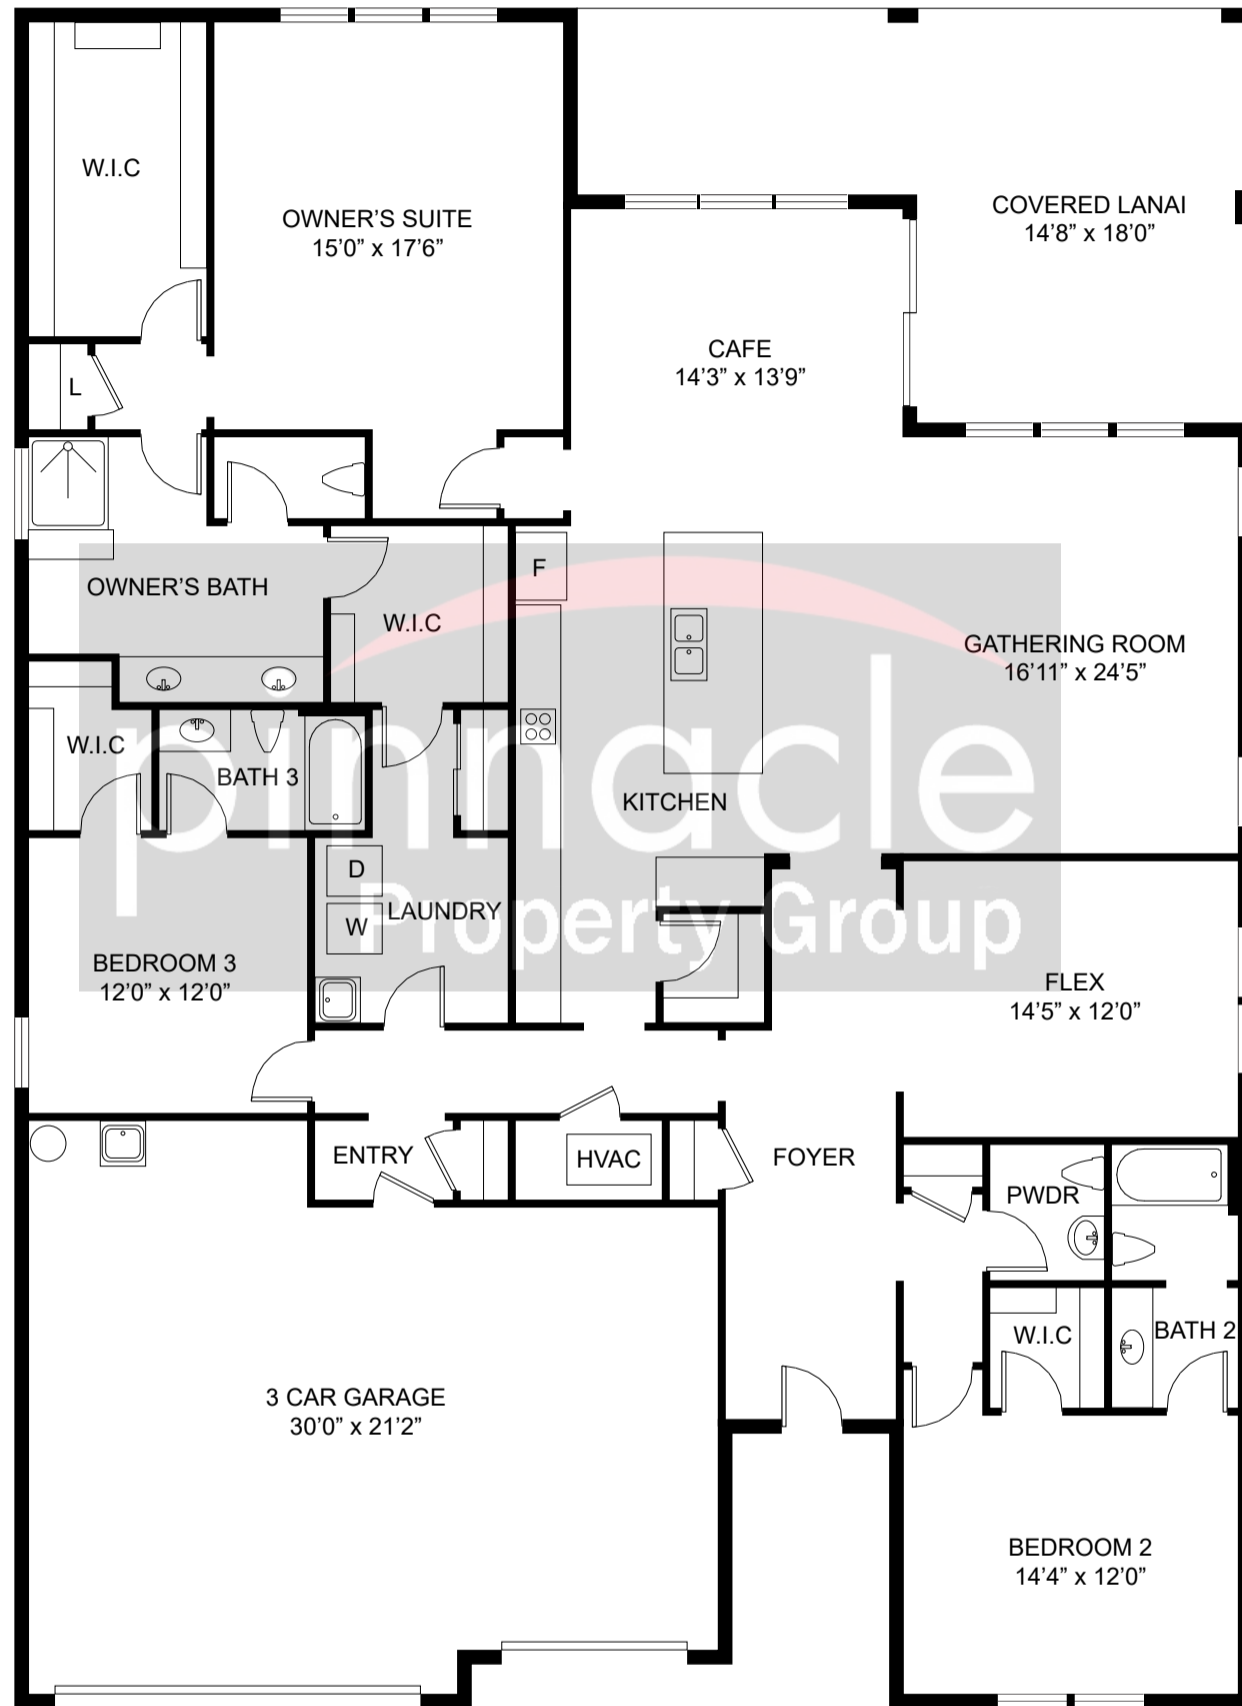 W.I.C
OWNER'S SUITE
15'0" x 17'6"
COVERED LANAI
14'8" x 18'0"
CAFE
14'3" x 13'9"
L
F
OWNER'S BATH
W.I.C
GATHERING ROOM
16'11" x 24'5"
W.I.C
BATH 3
pinnacle
Property Group
KITCHEN
D
W
LAUNDRY
BEDROOM 3
12'0" x 12'0"
FLEX
14'5" x 12'0"
ENTRY
HVAC
FOYER
PWDR
W.I.C
BATH 2
3 CAR GARAGE
30'0" x 21'2"
BEDROOM 2
14'4" x 12'0"